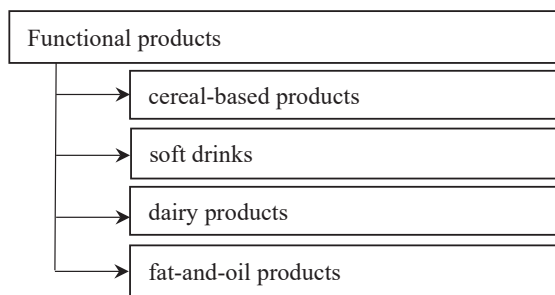 Functional products
cereal-based products
soft drinks
dairy products
fat-and-oil products